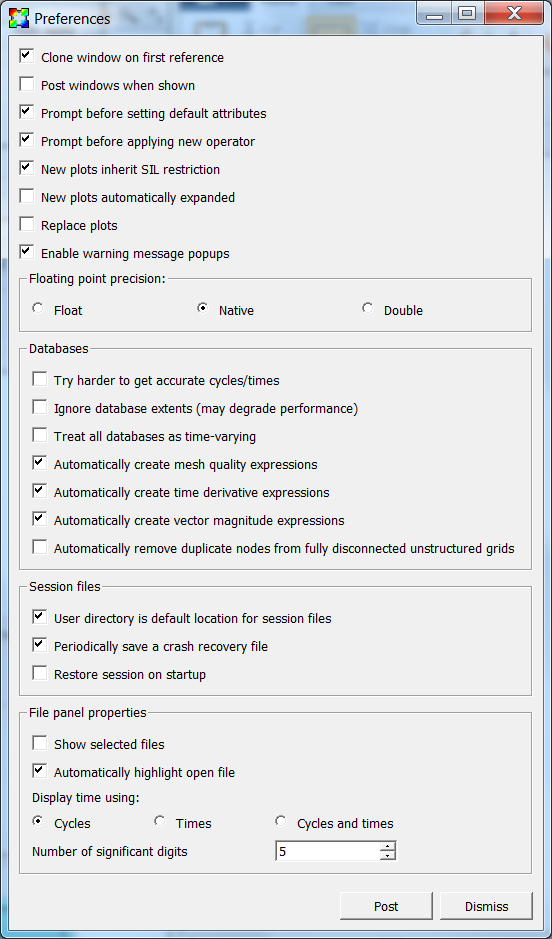 Preferences
Clone window on first reference
Post windows when shown
Prompt before setting default attributes
Prompt before applying new operator
New plots inherit SIL restriction
New plots automatically expanded
Replace plots
Enable warning message popups
Floating point precision:
Float Native Double
Databases
Try harder to get accurate cycles/times
Ignore database extents (may degrade performance)
Treat all databases as time-varying
Automatically create mesh quality expressions
Automatically create time derivative expressions
Automatically create vector magnitude expressions
Automatically remove duplicate nodes from fully disconnected unstructured grids
Session files
User directory is default location for session files
Periodically save a crash recovery file
Restore session on startup
File panel properties
Show selected files
Automatically highlight open file
Display time using:
Cycles Times Cycles and times
Number of significant digits 5
Post Dismiss